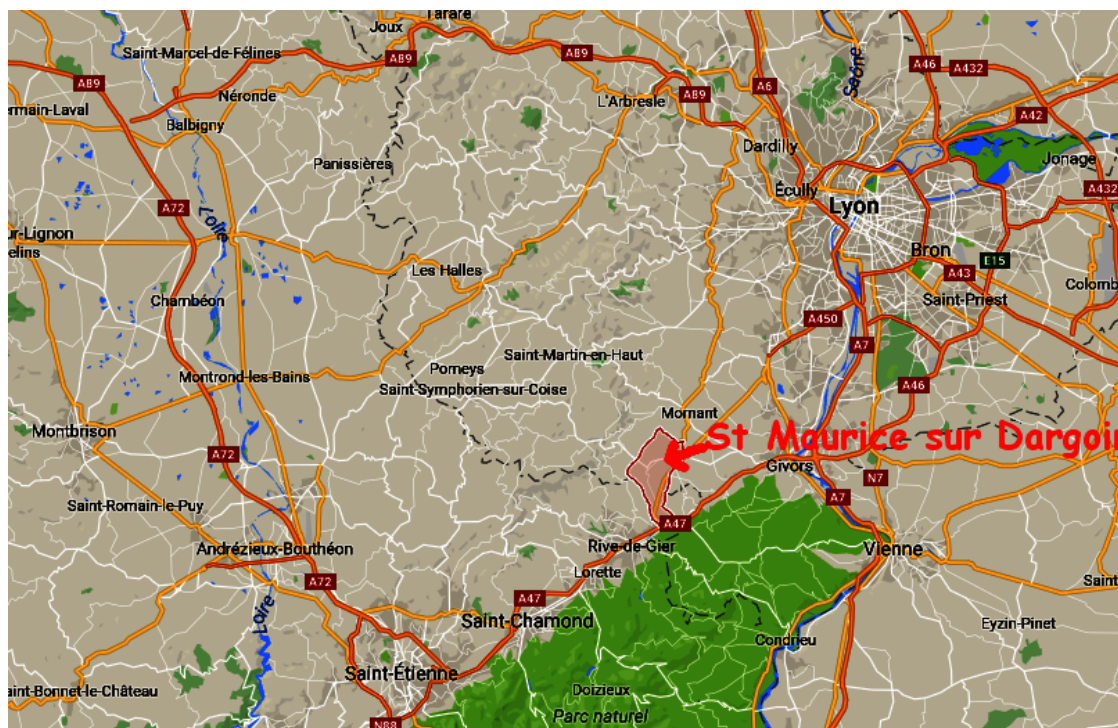 Tarare
Joux
A89
A46
A432
Saint-Marcel-de-Félines
A89
A89
A6
Saône
Néronde
L'Arbresle
A89
A42
ermain-Laval
Balbigny
Dardilly
Jonage
Panissières
Écully
A432
A72
Lyon
Loire
ur-Lignon
elins
Bron
E15
Les Halles
A43
Chambéon
Saint-Priest
Colomb
A450
A7
Saint-Martin-en-Haut
Pomeys
Montrond-les-Bains
Saint-Symphorien-sur-Coise
A46
Mornant
Montbrison
St Maurice sur Dargoir
A72
Givors
N7
A7
Saint-Romain-le-Puy
A47
Andrézieux-Bouthéon
Rive-de-Gier
Vienne
A72
Lorette
Saint
A47
Loire
Saint-Chamond
Eyzin-Pinet
Condrieu
Saint-Étienne
aint-Bonnet-le-Château
Doizieux
Parc naturel
N88